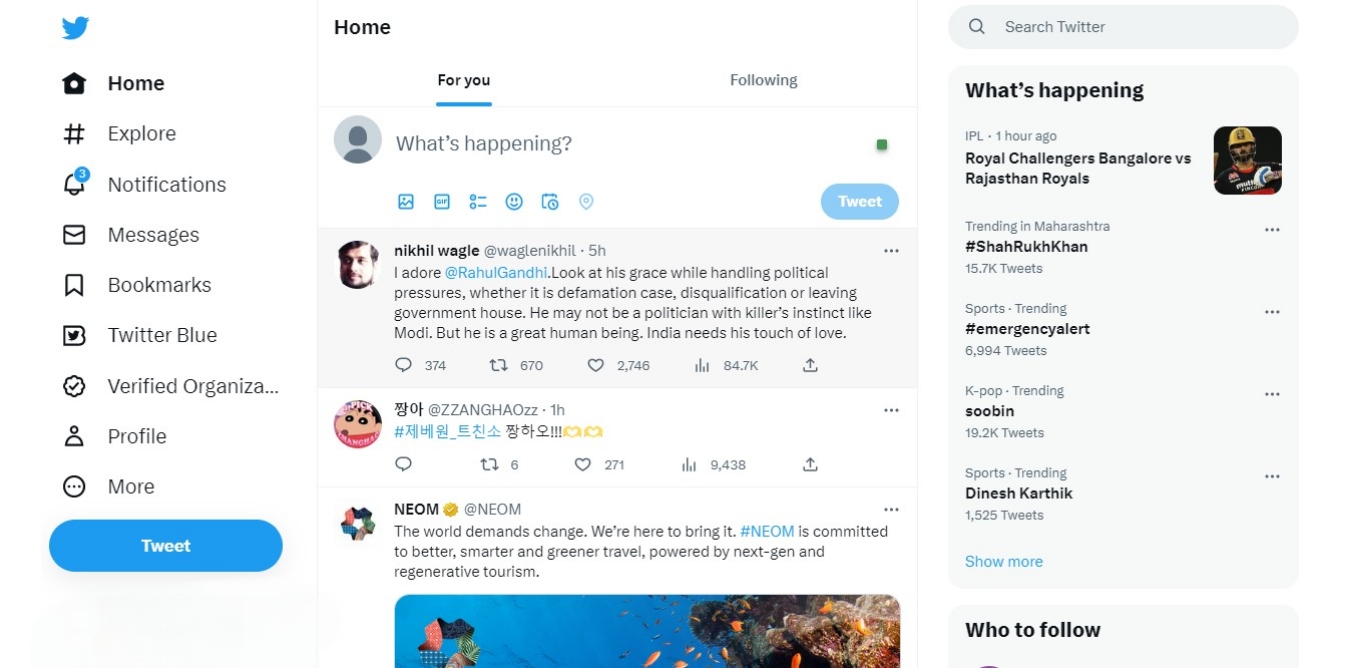 Home
Explore
3
Notifications
Messages
Bookmarks
Twitter Blue
Verified Organiza...
Profile
More
Tweet
Home
For you
Following
What's happening?
GIF
Tweet
nikhil wagle @waglenikhil · 5h
I adore @RahulGandhi.Look at his grace while handling political
pressures, whether it is defamation case, disqualification or leaving
government house. He may not be a politician with killer's instinct like
Modi. But he is a great human being. India needs his touch of love.
374 670 2,746 84.7K
짱아 @ZZANGHAOzz · 1h
#제베원_트친소 짱하오!!!🫶🫶
6 271 9,438
NEOM @NEOM
The world demands change. We're here to bring it. #NEOM is committed
to better, smarter and greener travel, powered by next-gen and
regenerative tourism.
Search Twitter
What's happening
IPL · 1 hour ago
Royal Challengers Bangalore vs
Rajasthan Royals
Trending in Maharashtra
#ShahRukhKhan
15.7K Tweets
Sports · Trending
#emergencyalert
6,994 Tweets
K-pop · Trending
soobin
19.2K Tweets
Sports · Trending
Dinesh Karthik
1,525 Tweets
Show more
Who to follow